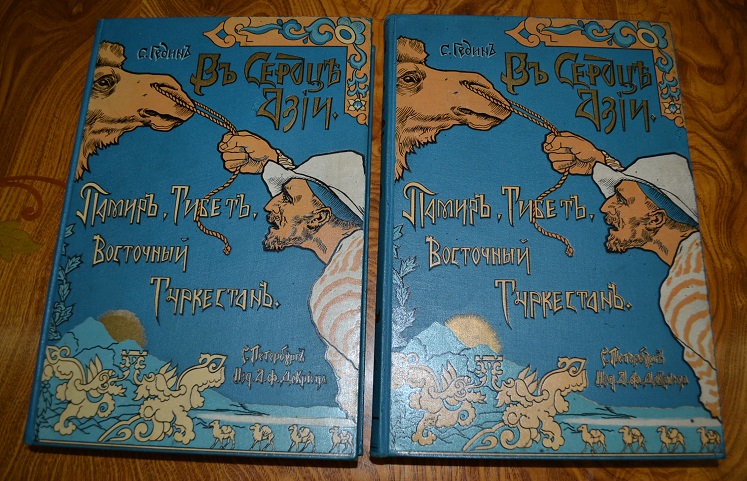 С. Гединъ
Въ Сердцѣ
Азіи.
Памиръ, Тибетъ,
Восточный
Туркестанъ.
С. Петербургъ
Изд. А. Ф. Девріена
С. Гединъ
Въ Сердцѣ
Азіи.
Памиръ, Тибетъ,
Восточный
Туркестанъ.
С. Петербургъ
Изд. А. Ф. Девріена